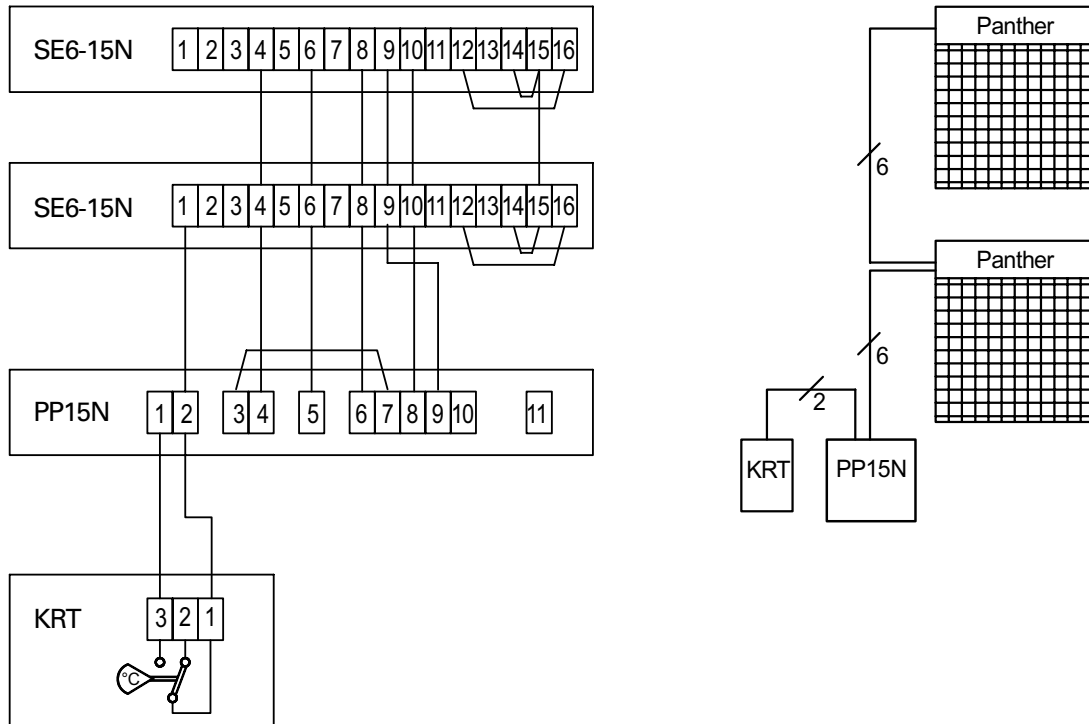 SE6-15N 1 2 3 4 5 6 7 8 9 10 11 12 13 14 15 16
SE6-15N 1 2 3 4 5 6 7 8 9 10 11 12 13 14 15 16
PP15N 1 2 3 4 5 6 7 8 9 10 11
KRT 3 2 1
°C
Panther
6
Panther
6
2
KRT PP15N